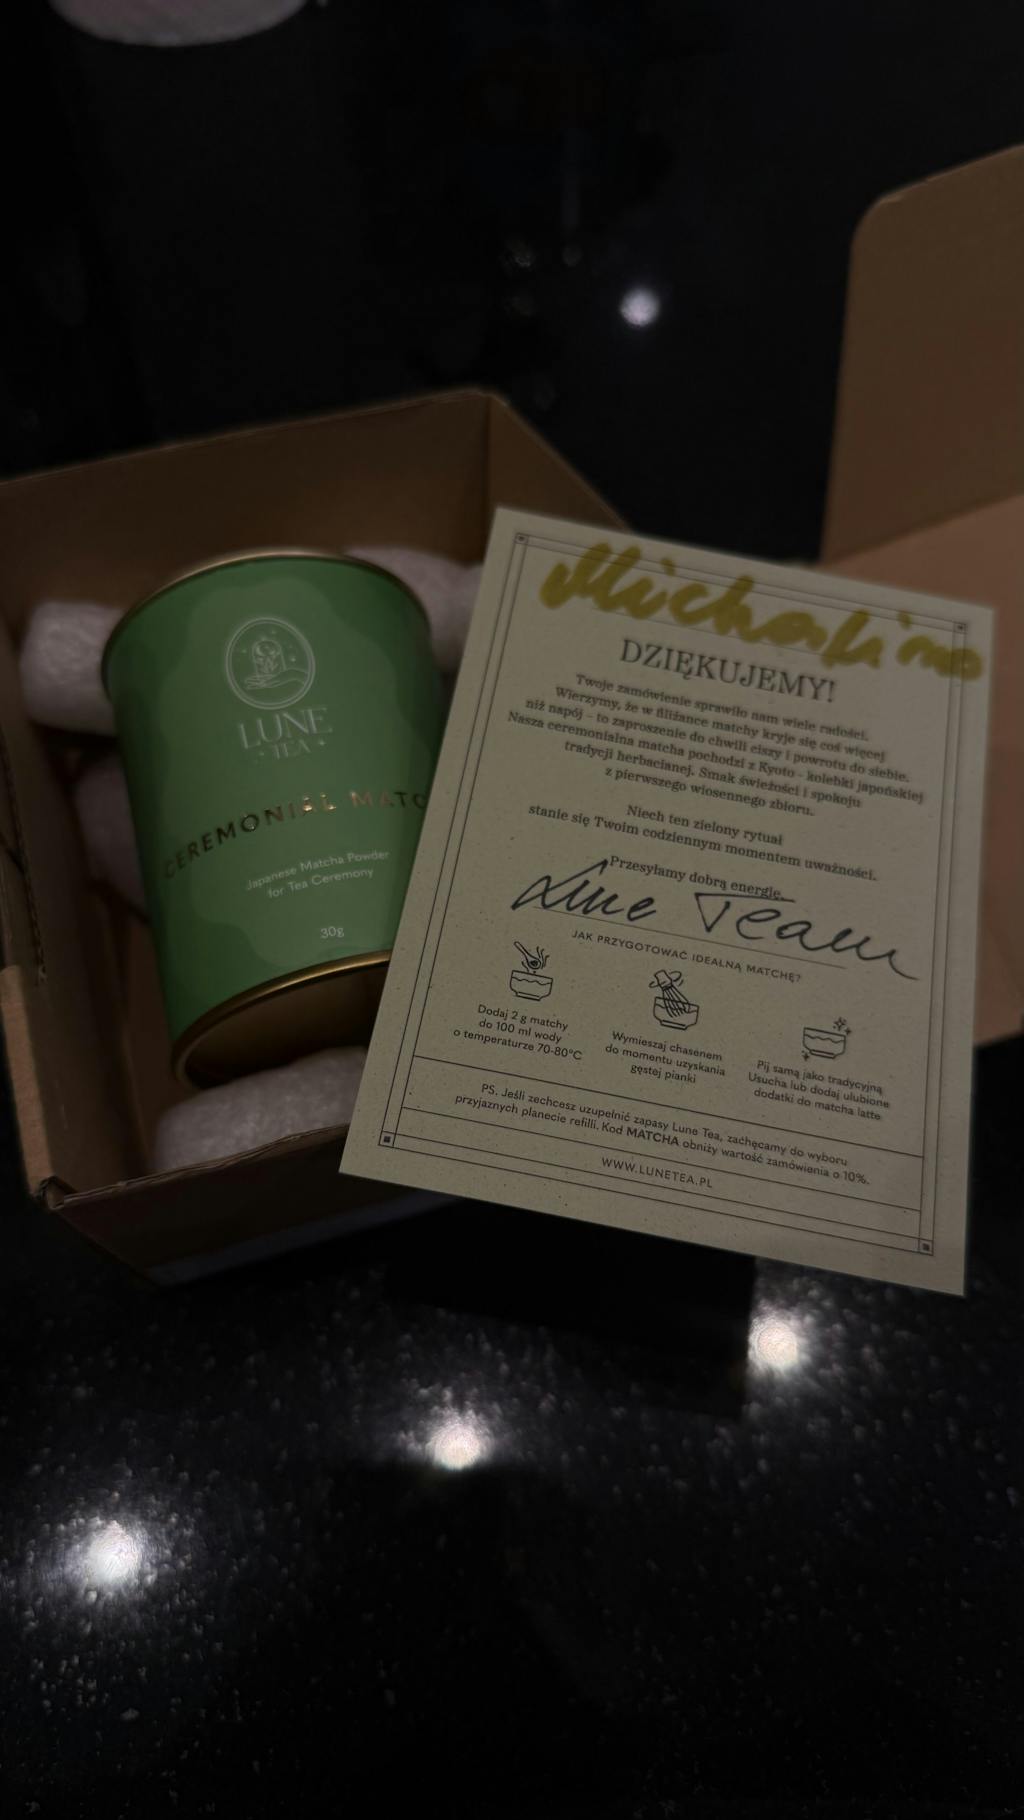 LUNE
TEA
CEREMONIAL MATC
Japanese Matcha Powder
for Tea Ceremony
30g
DZIĘKUJEMY!
Twoje zamówienie sprawiło nam wiele radości.
Wierzymy, że w filiżance matchy kryje się coś więcej
niż napój - to zaproszenie do chwili ciszy i powrotu do siebie.
Nasza ceremonialna matcha pochodzi z Kyoto - kolebki japońskiej
tradycji herbacianej. Smak świeżości i spokoju
z pierwszego wiosennego zbioru.
Niech ten zielony rytuał
stanie się Twoim codziennym momentem uważności.
Przesyłamy dobrą energię,
Lune Team
JAK PRZYGOTOWAĆ IDEALNĄ MATCHĘ?
Dodaj 2 g matchy
do 100 ml wody
o temperaturze 70-80°C
Wymieszaj chasenem
do momentu uzyskania
gęstej pianki
Pij samą jako tradycyjną
Usucha lub dodaj ulubione
dodatki do matcha latte
PS. Jeśli zechcesz uzupełnić zapasy Lune Tea, zachęcamy do wyboru
przyjaznych planecie refilli. Kod MATCHA obniży wartość zamówienia o 10%.
WWW.LUNETEA.PL